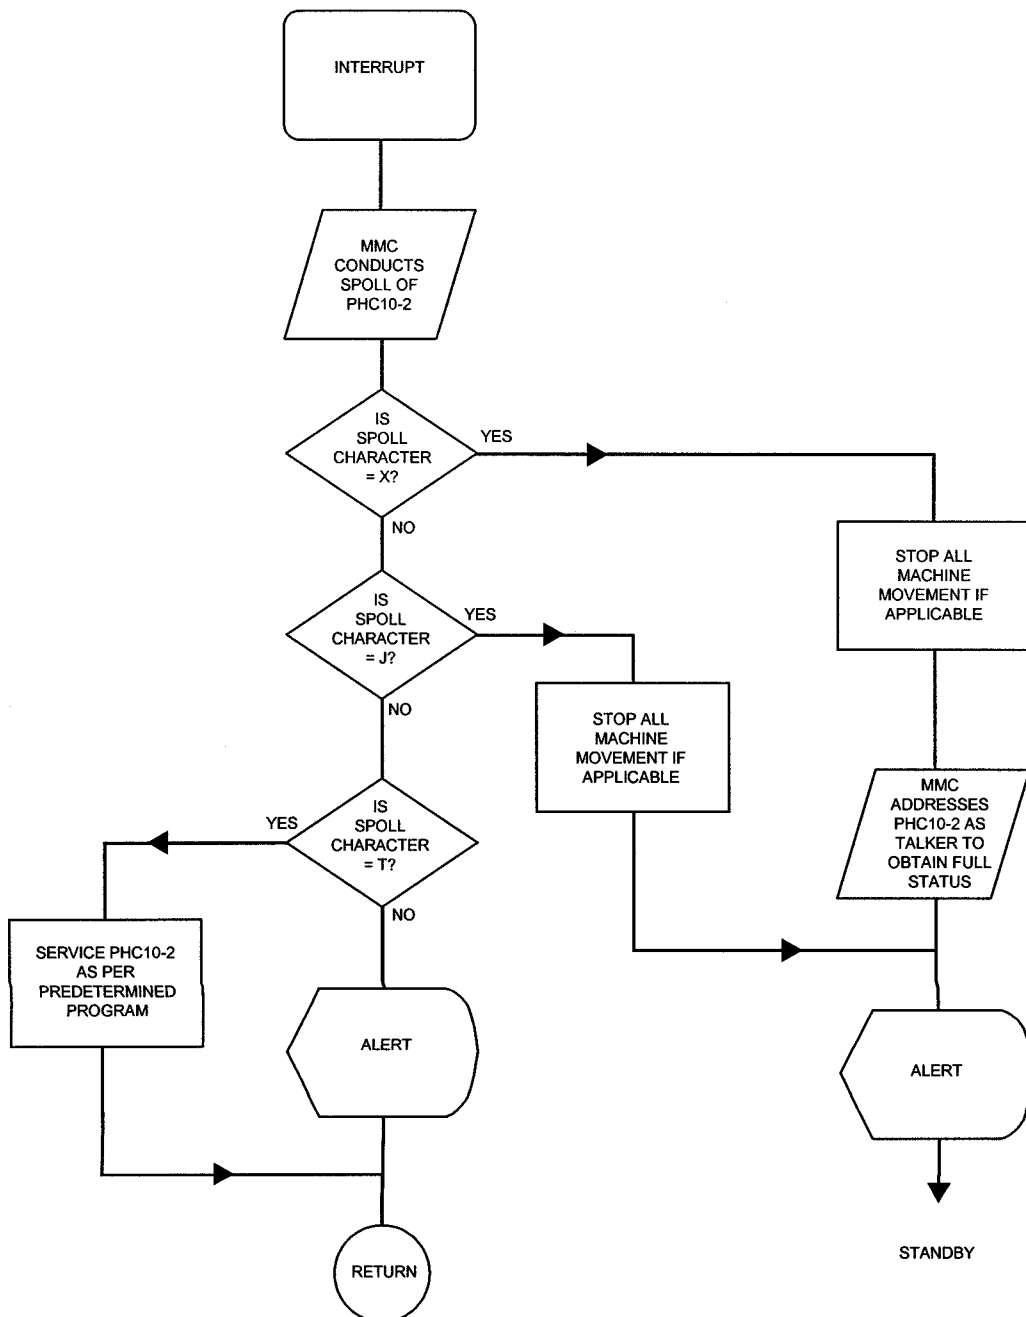 INTERRUPT
MMC
CONDUCTS
SPOLL OF
PHC10-2
IS
SPOLL
CHARACTER
= X?
YES
NO
STOP ALL
MACHINE
MOVEMENT IF
APPLICABLE
IS
SPOLL
CHARACTER
= J?
YES
NO
STOP ALL
MACHINE
MOVEMENT IF
APPLICABLE
MMC
ADDRESSES
PHC10-2 AS
TALKER TO
OBTAIN FULL
STATUS
IS
SPOLL
CHARACTER
= T?
YES
NO
SERVICE PHC10-2
AS PER
PREDETERMINED
PROGRAM
ALERT
ALERT
RETURN
STANDBY